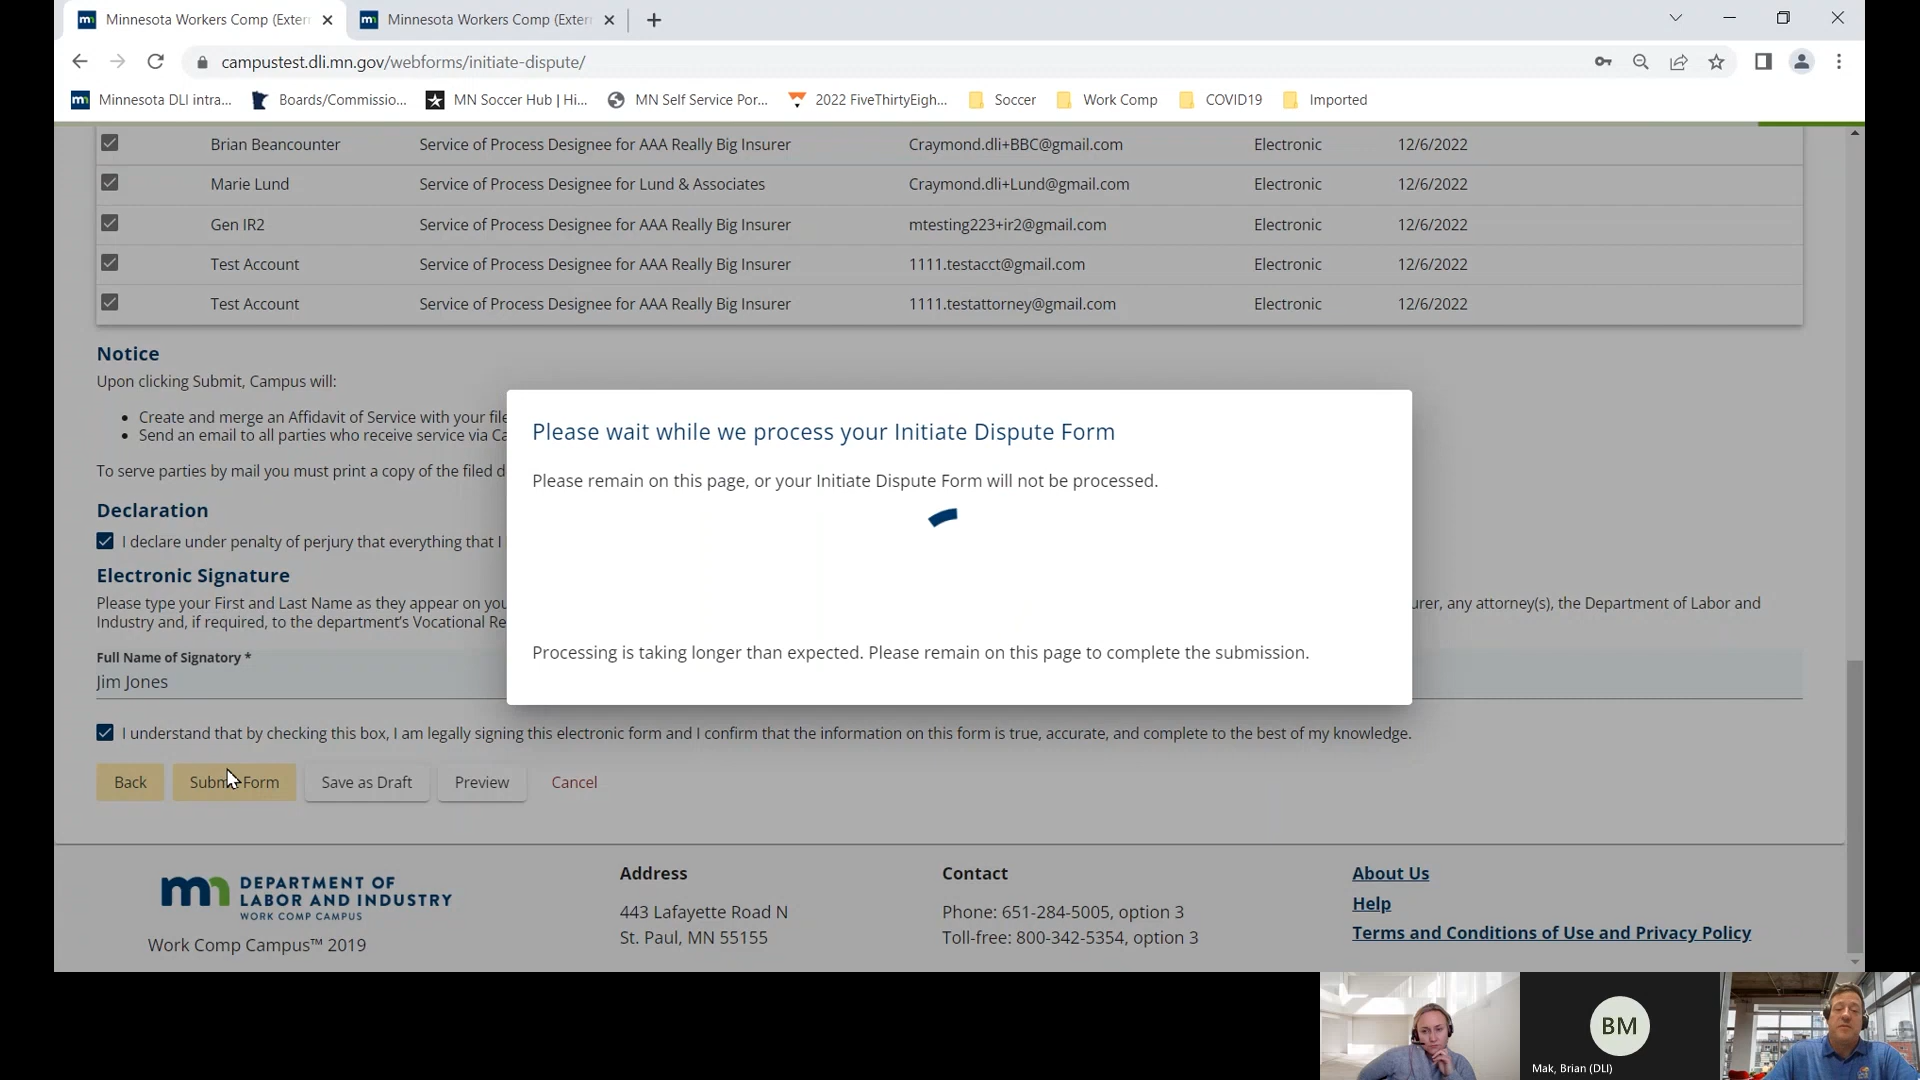 Minnesota Workers Comp (Exter
Minnesota Workers Comp (Exter
campustest.dli.mn.gov/webforms/initiate-dispute/
Minnesota DLI intra...
Boards/Commissio...
MN Soccer Hub | Hi...
MN Self Service Por...
2022 FiveThirtyEigh...
Soccer
Work Comp
COVID19
Imported
Brian Beancounter Service of Process Designee for AAA Really Big Insurer Craymond.dli+BBC@gmail.com Electronic 12/6/2022
Marie Lund Service of Process Designee for Lund & Associates Craymond.dli+Lund@gmail.com Electronic 12/6/2022
Gen IR2 Service of Process Designee for AAA Really Big Insurer mtesting223+ir2@gmail.com Electronic 12/6/2022
Test Account Service of Process Designee for AAA Really Big Insurer 1111.testacct@gmail.com Electronic 12/6/2022
Test Account Service of Process Designee for AAA Really Big Insurer 1111.testattorney@gmail.com Electronic 12/6/2022
Notice
Upon clicking Submit, Campus will:
• Create and merge an Affidavit of Service with your file
• Send an email to all parties who receive service via Ca
To serve parties by mail you must print a copy of the filed d
Declaration
I declare under penalty of perjury that everything that I
Electronic Signature
Please type your First and Last Name as they appear on you
urer, any attorney(s), the Department of Labor and
Industry and, if required, to the department's Vocational Re
Full Name of Signatory *
Jim Jones
Please wait while we process your Initiate Dispute Form
Please remain on this page, or your Initiate Dispute Form will not be processed.
Processing is taking longer than expected. Please remain on this page to complete the submission.
I understand that by checking this box, I am legally signing this electronic form and I confirm that the information on this form is true, accurate, and complete to the best of my knowledge.
Back
Submit Form
Save as Draft
Preview
Cancel
mn DEPARTMENT OF
LABOR AND INDUSTRY
WORK COMP CAMPUS
Work Comp Campus™ 2019
Address
443 Lafayette Road N
St. Paul, MN 55155
Contact
Phone: 651-284-5005, option 3
Toll-free: 800-342-5354, option 3
About Us
Help
Terms and Conditions of Use and Privacy Policy
BM
Mak, Brian (DLI)